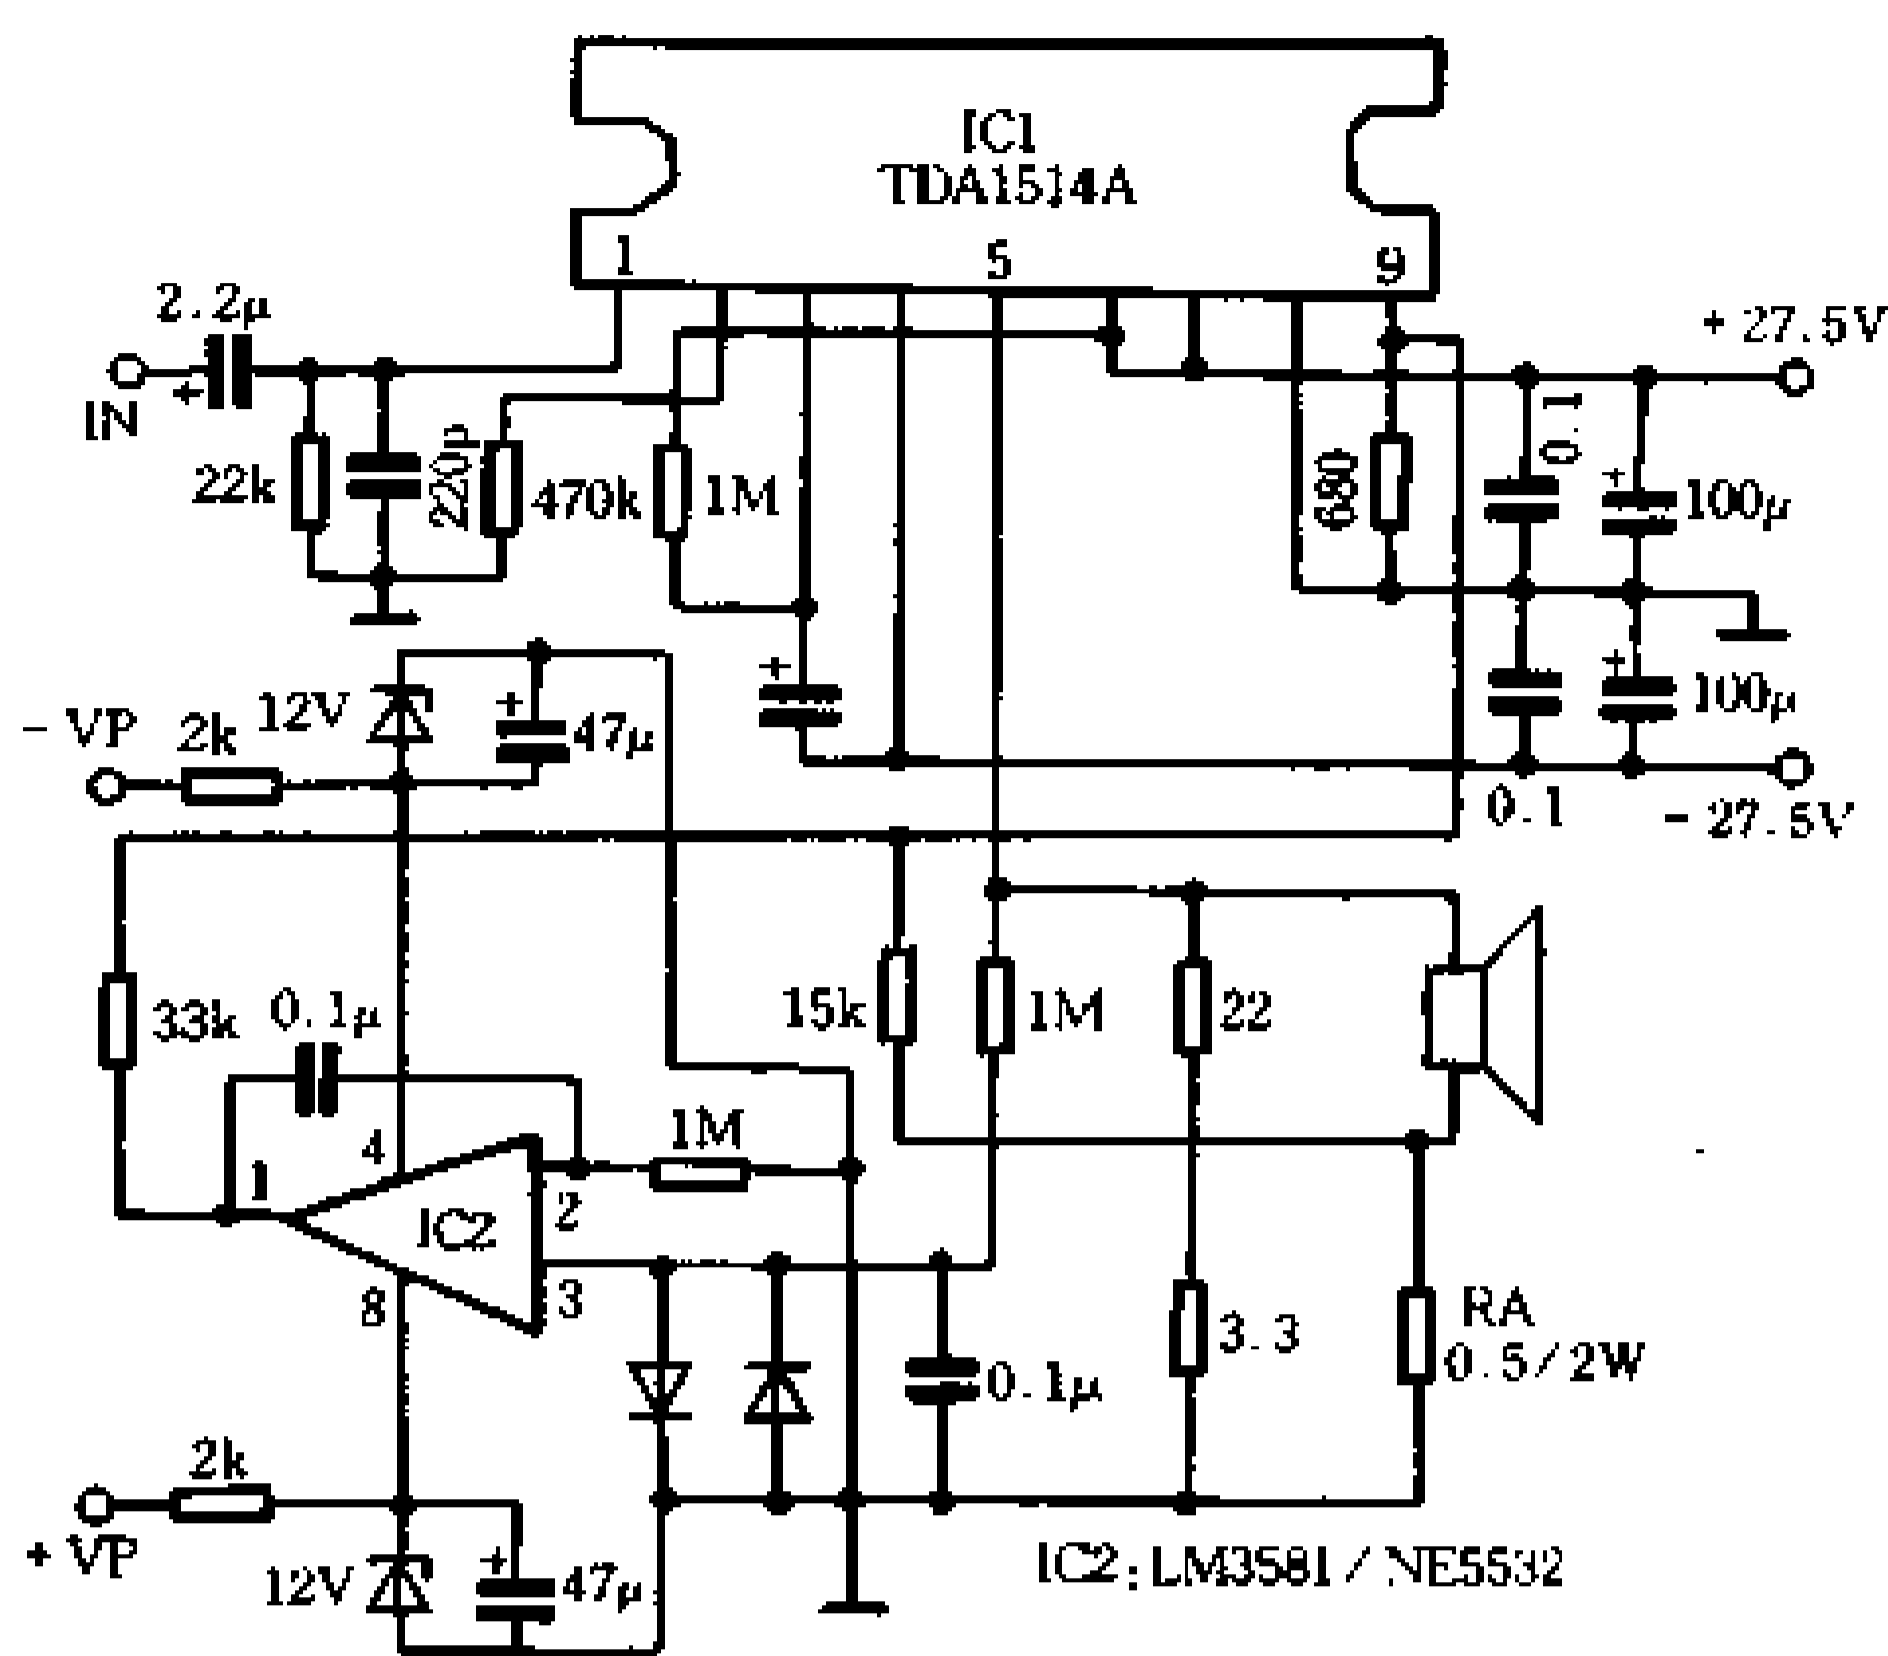 IC1
TDA1514A
1
5
9
2.2μ
+
IN
+ 27.5V
22k
220p
470k
1M
680
0.1
+
100μ
+
+
100μ
- VP
2k
12V
+
47μ
0.1
- 27.5V
33k
0.1μ
15k
1M
22
4
1M
1
2
IC2
3
8
0.1μ
3.3
RA
0.5/2W
2k
+ VP
12V
+
47μ
IC2:LM3581/NE5532